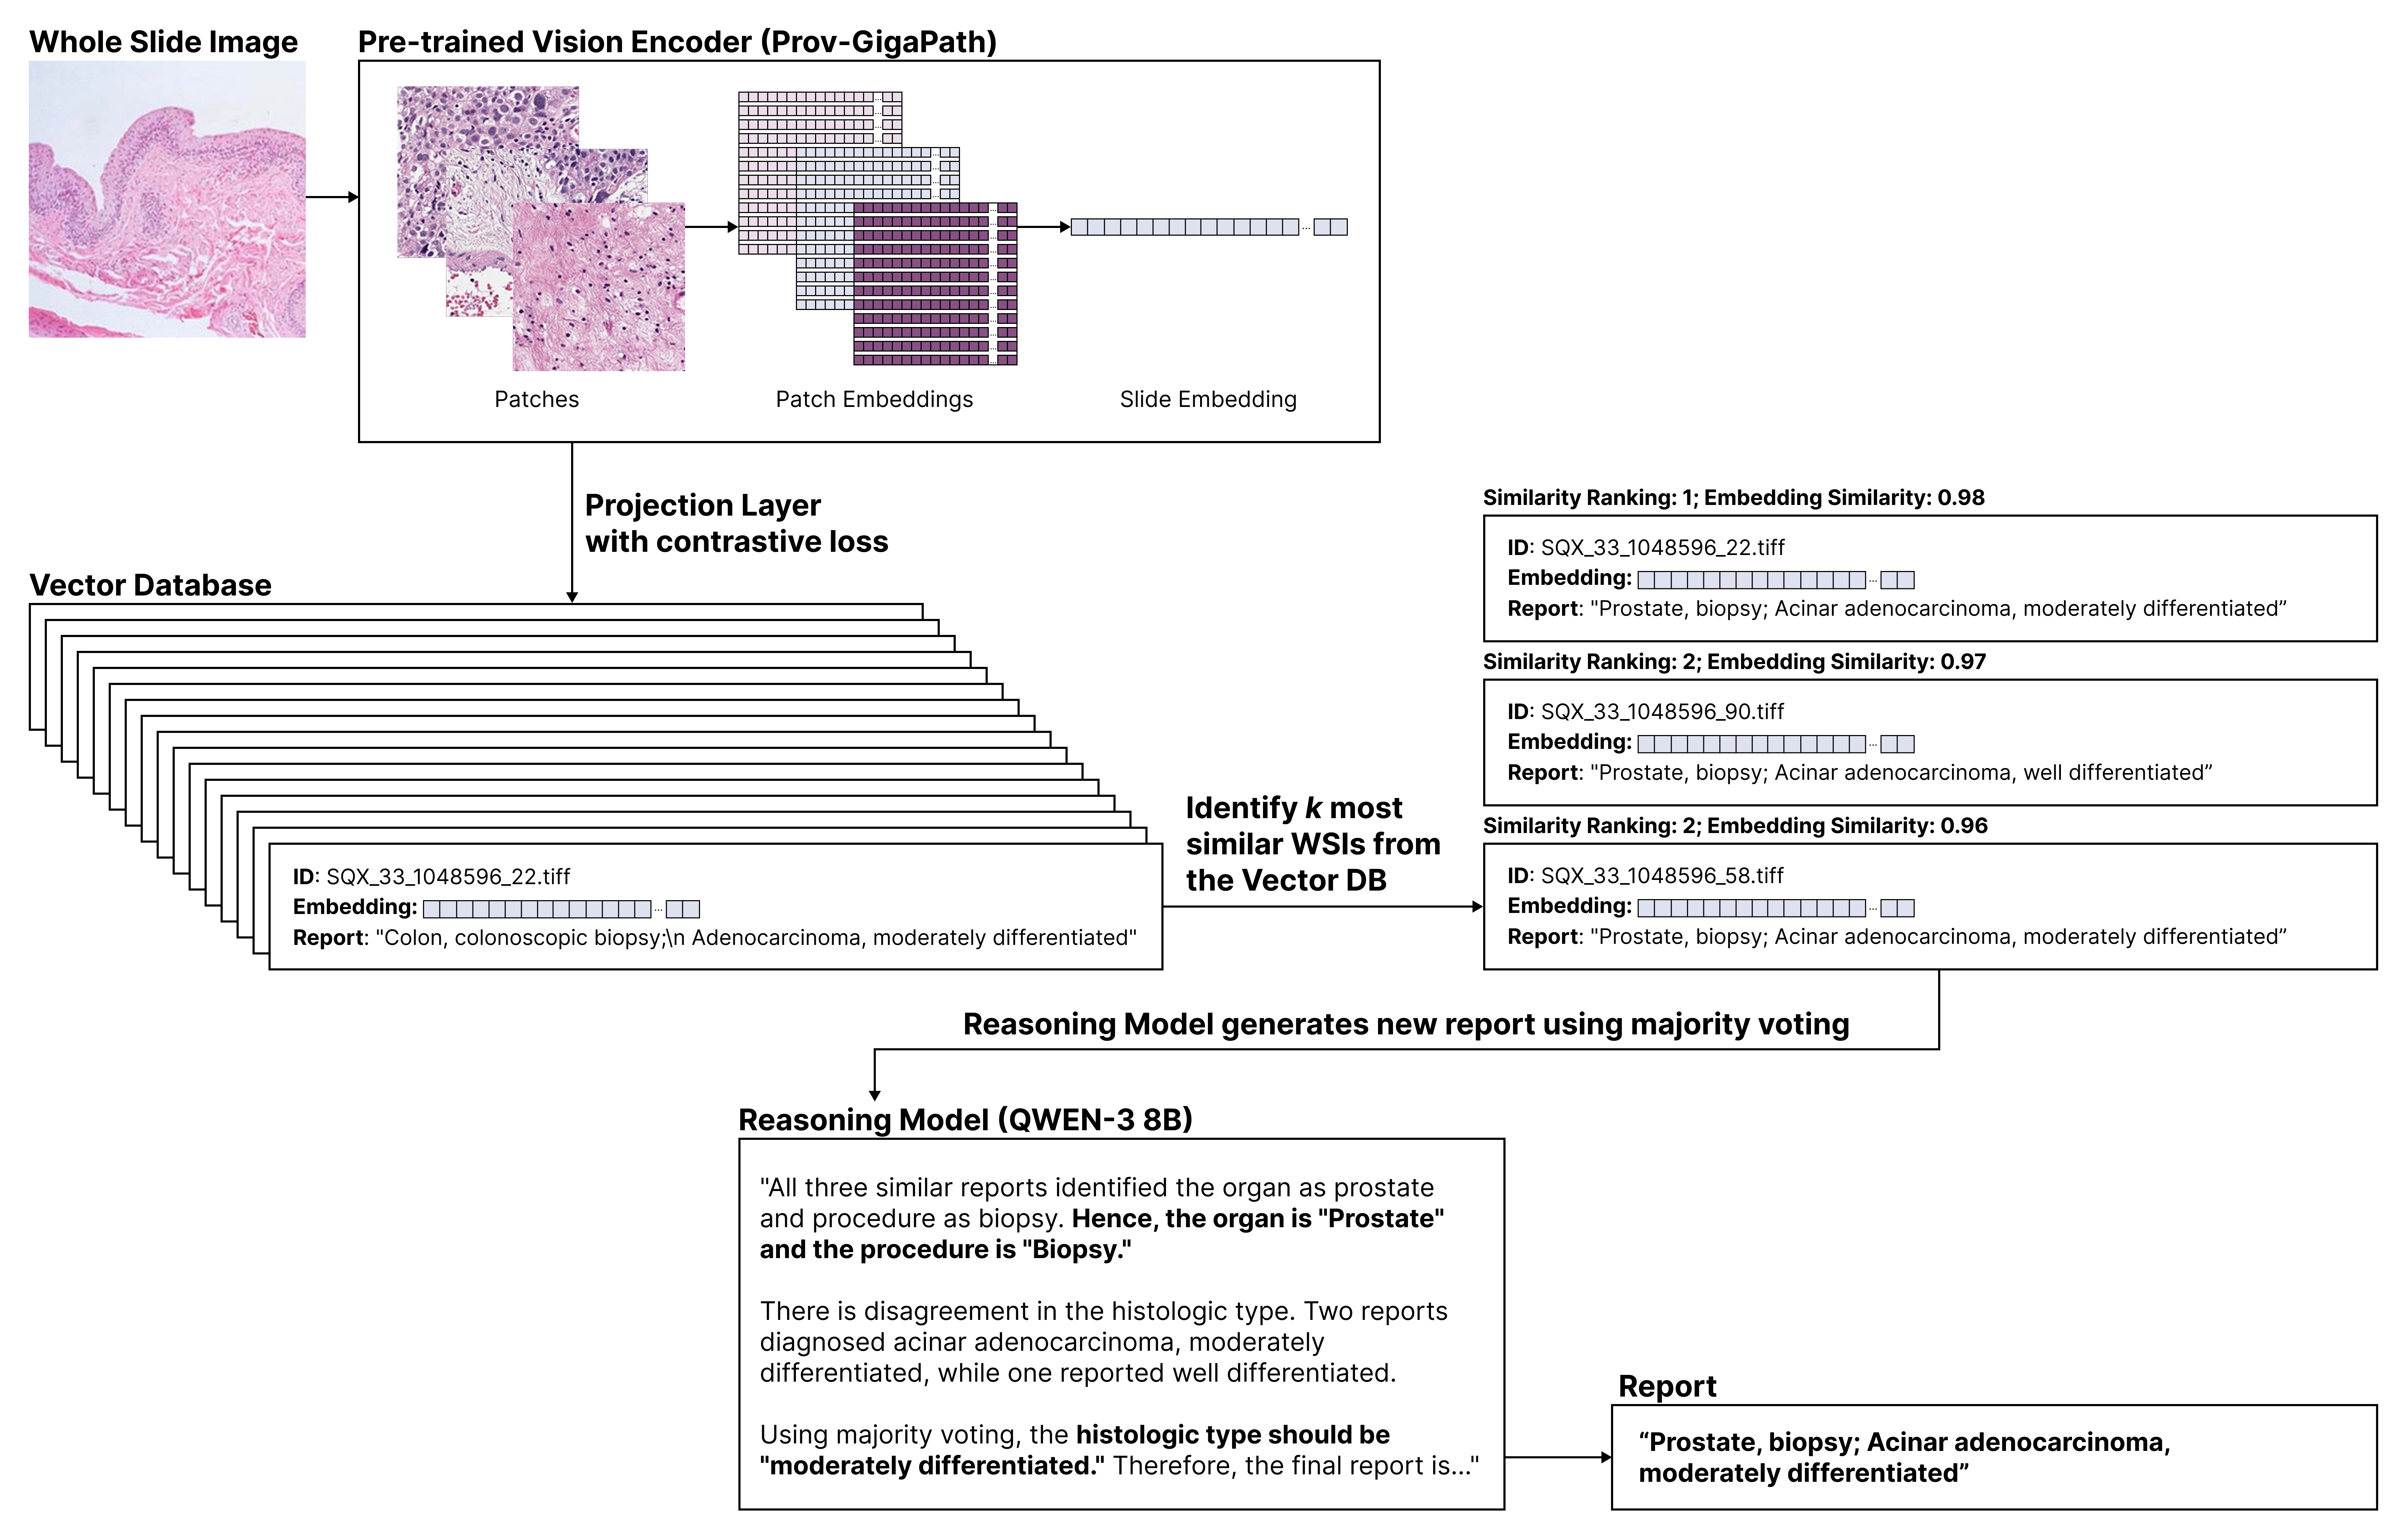 Whole Slide Image
Pre-trained Vision Encoder (Prov-GigaPath)
Patches
Patch Embeddings
Slide Embedding
Projection Layer
with contrastive loss
Vector Database
ID: SQX_33_1048596_22.tiff
Embedding: ...
Report: "Colon, colonoscopic biopsy;\n Adenocarcinoma, moderately differentiated"
Identify k most
similar WSIs from
the Vector DB
Similarity Ranking: 1; Embedding Similarity: 0.98
ID: SQX_33_1048596_22.tiff
Embedding: ...
Report: "Prostate, biopsy; Acinar adenocarcinoma, moderately differentiated”
Similarity Ranking: 2; Embedding Similarity: 0.97
ID: SQX_33_1048596_90.tiff
Embedding: ...
Report: "Prostate, biopsy; Acinar adenocarcinoma, well differentiated”
Similarity Ranking: 2; Embedding Similarity: 0.96
ID: SQX_33_1048596_58.tiff
Embedding: ...
Report: "Prostate, biopsy; Acinar adenocarcinoma, moderately differentiated”
Reasoning Model generates new report using majority voting
Reasoning Model (QWEN-3 8B)
"All three similar reports identified the organ as prostate
and procedure as biopsy. Hence, the organ is "Prostate"
and the procedure is "Biopsy."
There is disagreement in the histologic type. Two reports
diagnosed acinar adenocarcinoma, moderately
differentiated, while one reported well differentiated.
Using majority voting, the histologic type should be
"moderately differentiated." Therefore, the final report is..."
Report
“Prostate, biopsy; Acinar adenocarcinoma,
moderately differentiated”